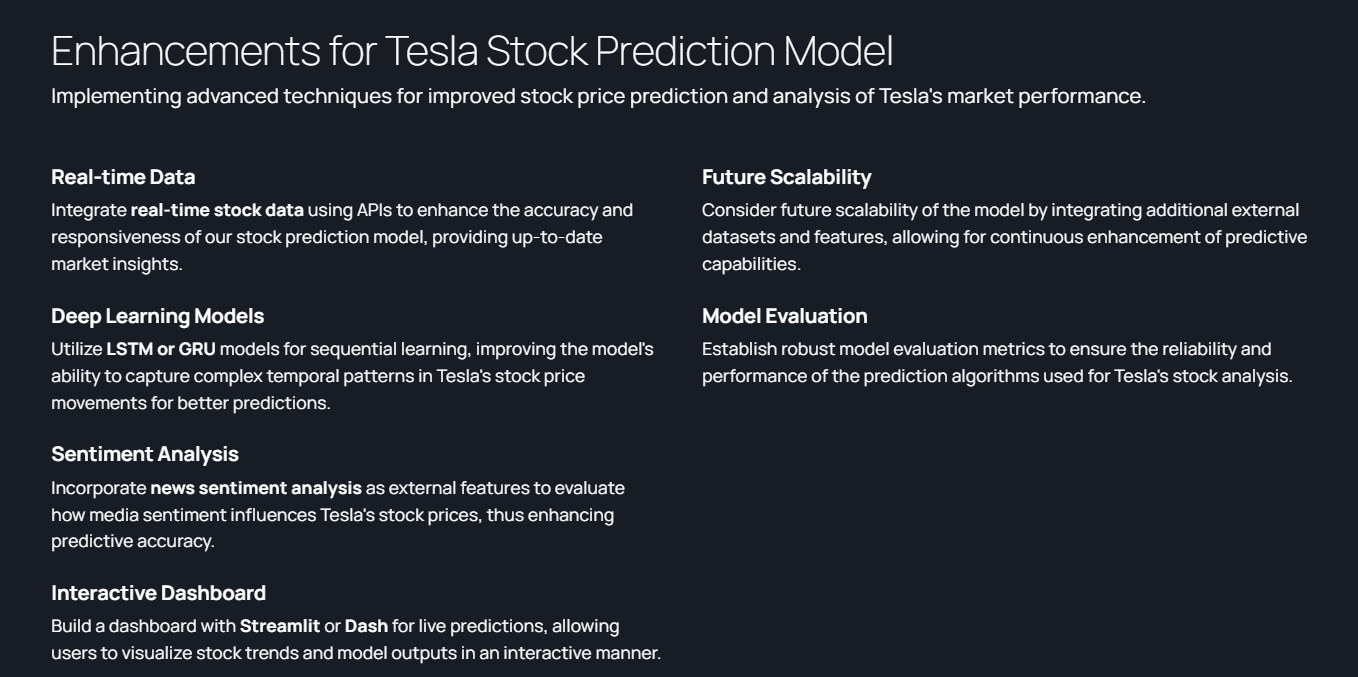 Enhancements for Tesla Stock Prediction Model
Implementing advanced techniques for improved stock price prediction and analysis of Tesla's market performance.
Real-time Data
Integrate real-time stock data using APIs to enhance the accuracy and
responsiveness of our stock prediction model, providing up-to-date
market insights.
Deep Learning Models
Utilize LSTM or GRU models for sequential learning, improving the model's
ability to capture complex temporal patterns in Tesla's stock price
movements for better predictions.
Sentiment Analysis
Incorporate news sentiment analysis as external features to evaluate
how media sentiment influences Tesla's stock prices, thus enhancing
predictive accuracy.
Interactive Dashboard
Build a dashboard with Streamlit or Dash for live predictions, allowing
users to visualize stock trends and model outputs in an interactive manner.
Future Scalability
Consider future scalability of the model by integrating additional external
datasets and features, allowing for continuous enhancement of predictive
capabilities.
Model Evaluation
Establish robust model evaluation metrics to ensure the reliability and
performance of the prediction algorithms used for Tesla's stock analysis.